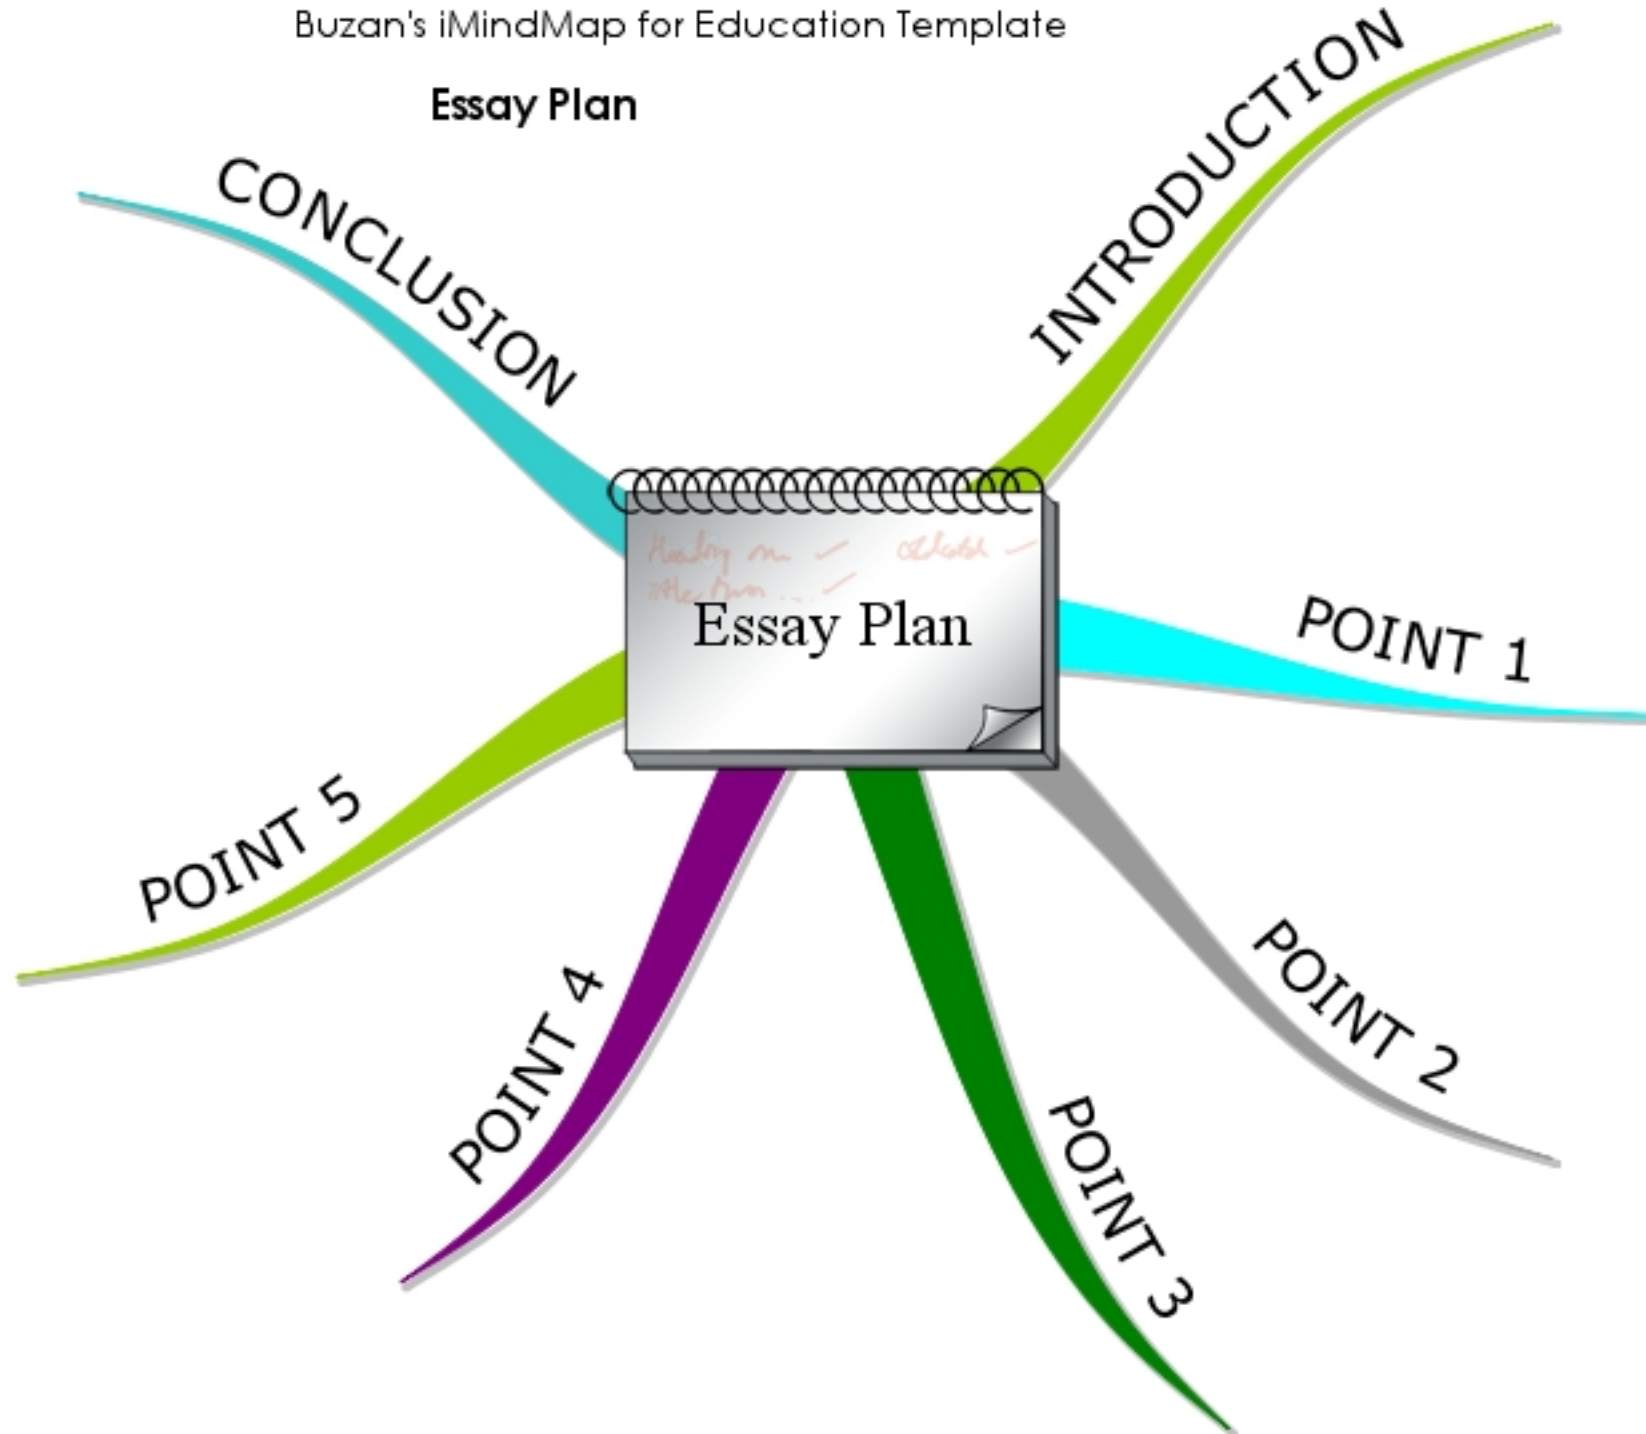 Buzan's iMindMap for Education Template
Essay Plan
INTRODUCTION
POINT 1
POINT 2
POINT 3
POINT 4
POINT 5
CONCLUSION
Essay Plan